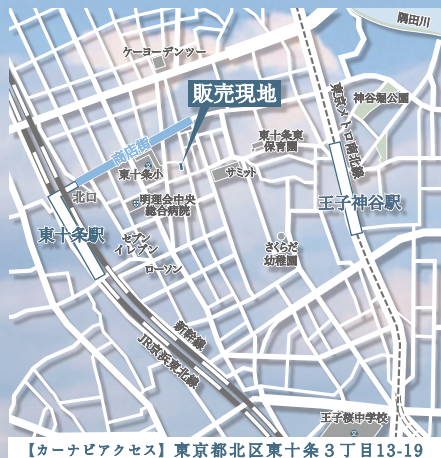 隅田川
ケーヨーデンツー
販売現地
神谷堀公園
東京メトロ南北線
商店街
東十条東
保育園
東十条小
サミット
北口
明理会中央
総合病院
王子神谷駅
東十条駅
セブン
イレブン
さくらだ
幼稚園
ローソン
新幹線
JR京浜東北線
王子桜中学校
【カーナビアクセス】東京都北区東十条３丁目13-19